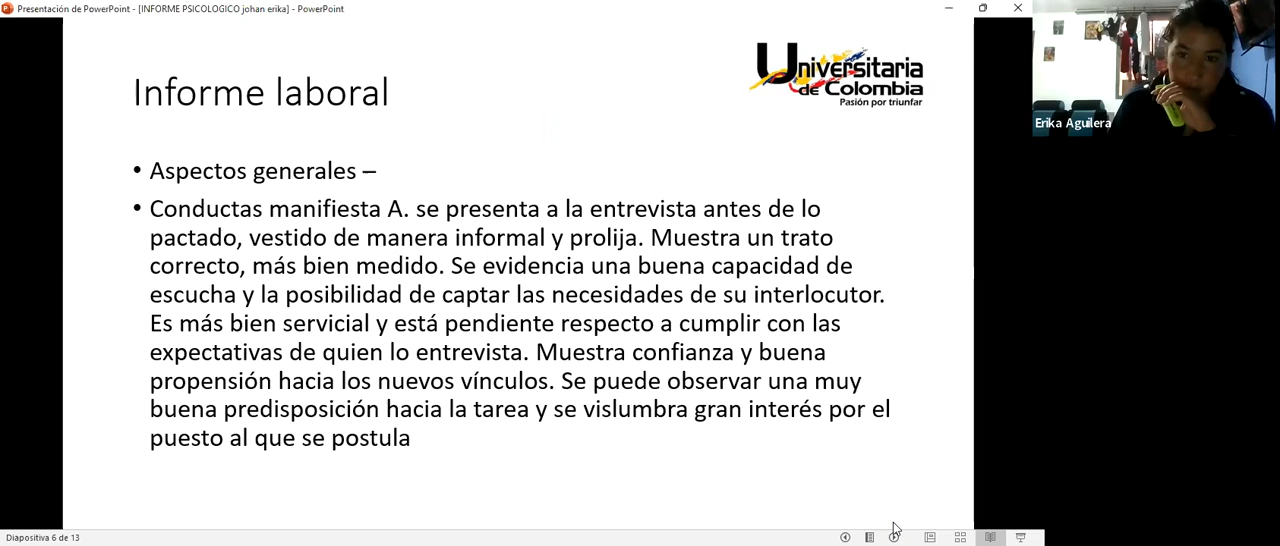 Presentación de PowerPoint - [INFORME PSICOLOGICO johan erika] - PowerPoint
Universitaria
de Colombia
Pasión por triunfar
Erika Aguilera
Informe laboral
• Aspectos generales –
• Conductas manifiesta A. se presenta a la entrevista antes de lo
pactado, vestido de manera informal y prolija. Muestra un trato
correcto, más bien medido. Se evidencia una buena capacidad de
escucha y la posibilidad de captar las necesidades de su interlocutor.
Es más bien servicial y está pendiente respecto a cumplir con las
expectativas de quien lo entrevista. Muestra confianza y buena
propensión hacia los nuevos vínculos. Se puede observar una muy
buena predisposición hacia la tarea y se vislumbra gran interés por el
puesto al que se postula
Diapositiva 6 de 13